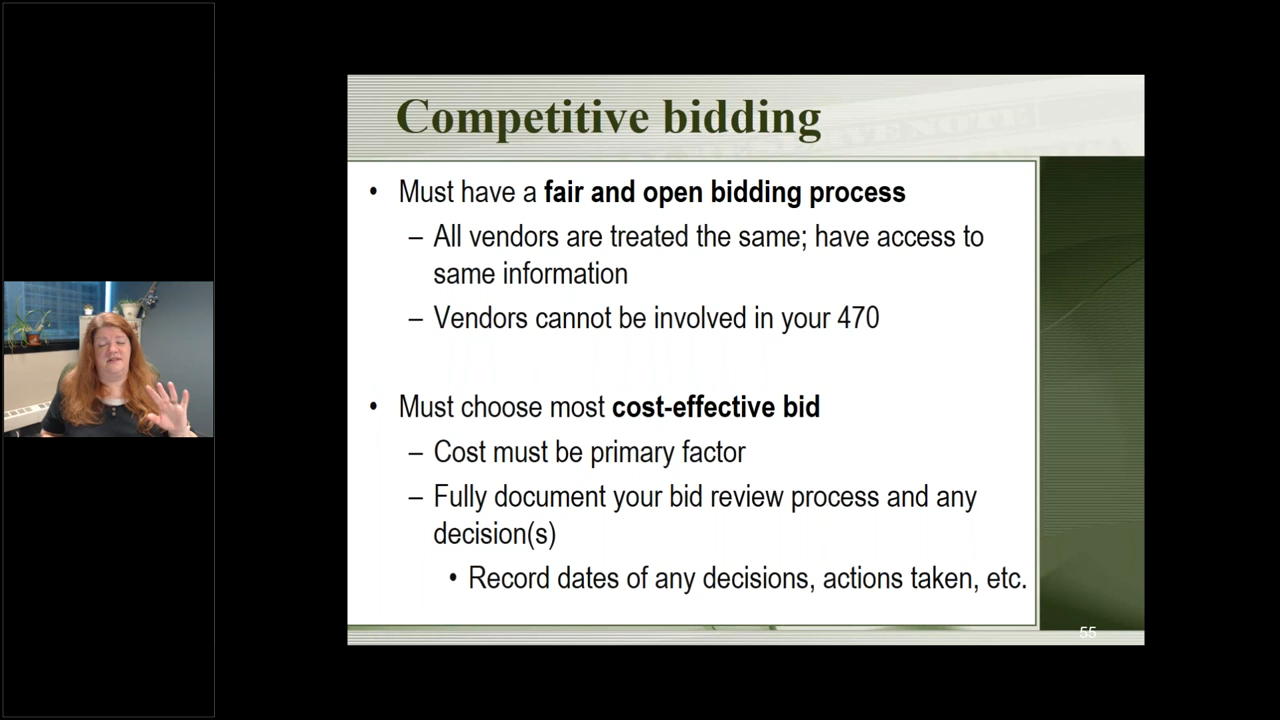 Competitive bidding
• Must have a fair and open bidding process
– All vendors are treated the same; have access to
same information
– Vendors cannot be involved in your 470
• Must choose most cost-effective bid
– Cost must be primary factor
– Fully document your bid review process and any
decision(s)
• Record dates of any decisions, actions taken, etc.
55